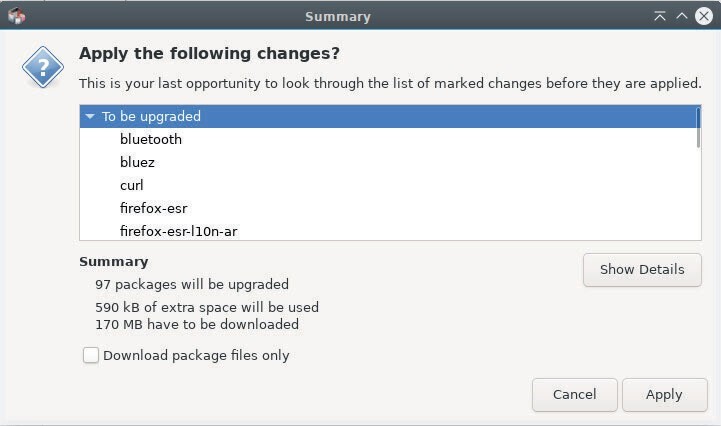 Summary
Apply the following changes?
This is your last opportunity to look through the list of marked changes before they are applied.
To be upgraded
bluetooth
bluez
curl
firefox-esr
firefox-esr-l10n-ar
Summary
Show Details
97 packages will be upgraded
590 kB of extra space will be used
170 MB have to be downloaded
Download package files only
Cancel
Apply